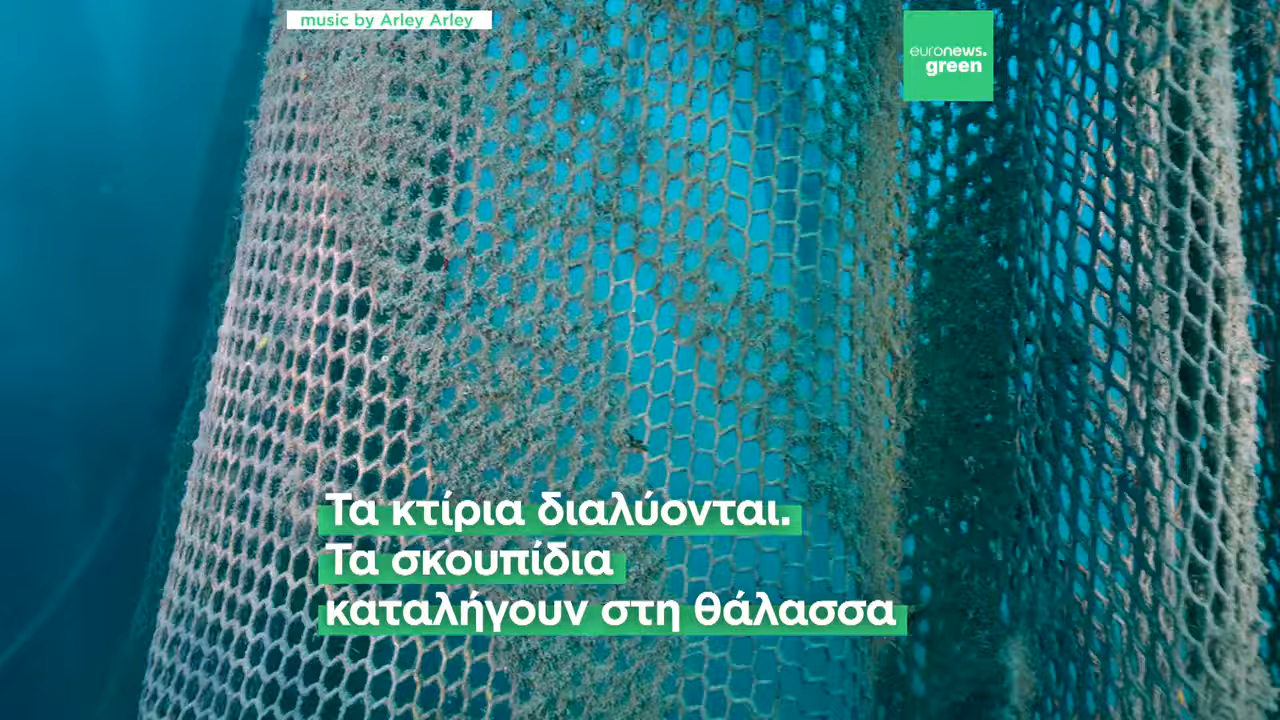 music by Arley Arley
euronews.
green
Τα κτίρια διαλύονται.
Τα σκουπίδια
καταλήγουν στη θάλασσα